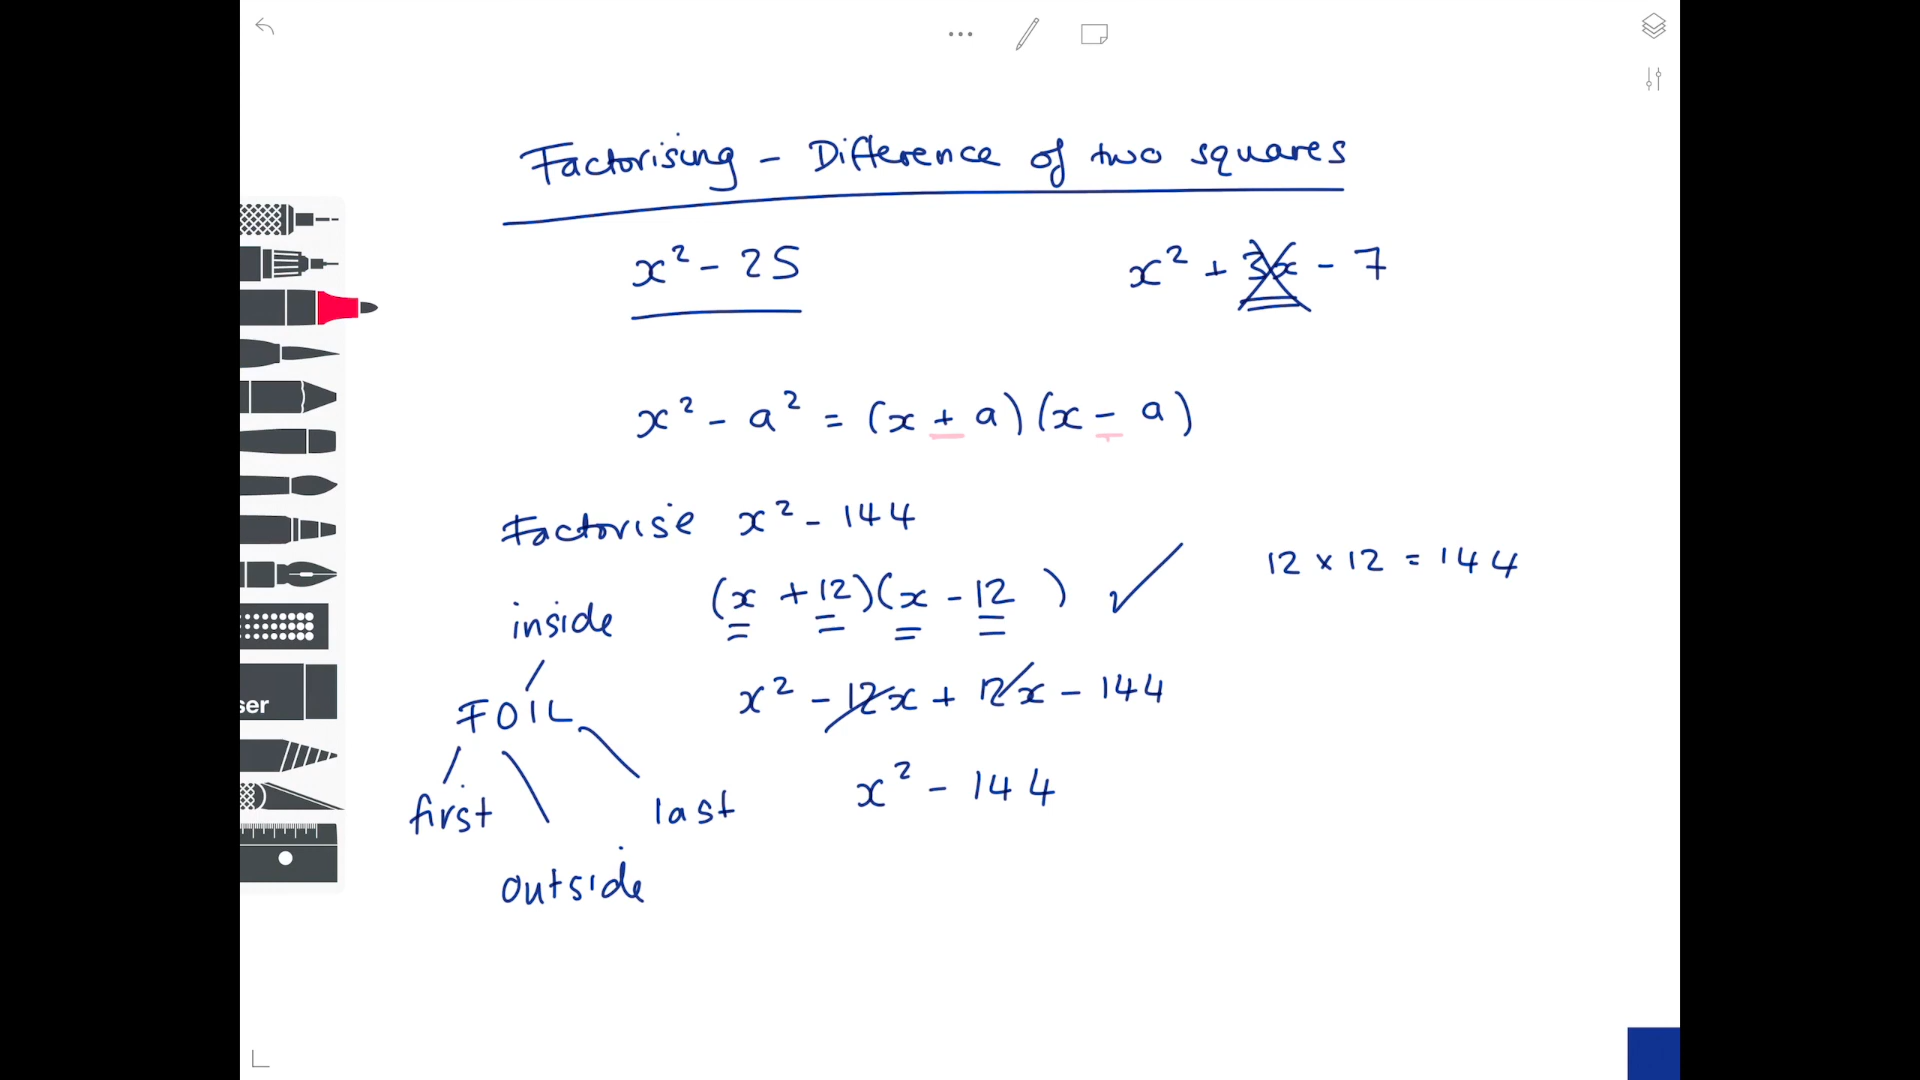 Factorising - Difference of two squares
x² - 25
x² + 3x - 7
x² - a² = (x + a)(x - a)
Factorise x² - 144
(x + 12)(x - 12 ) ✓
12 x 12 = 144
inside
x² - 12x + 12x - 144
FOIL
x² - 144
first
last
outside
ser